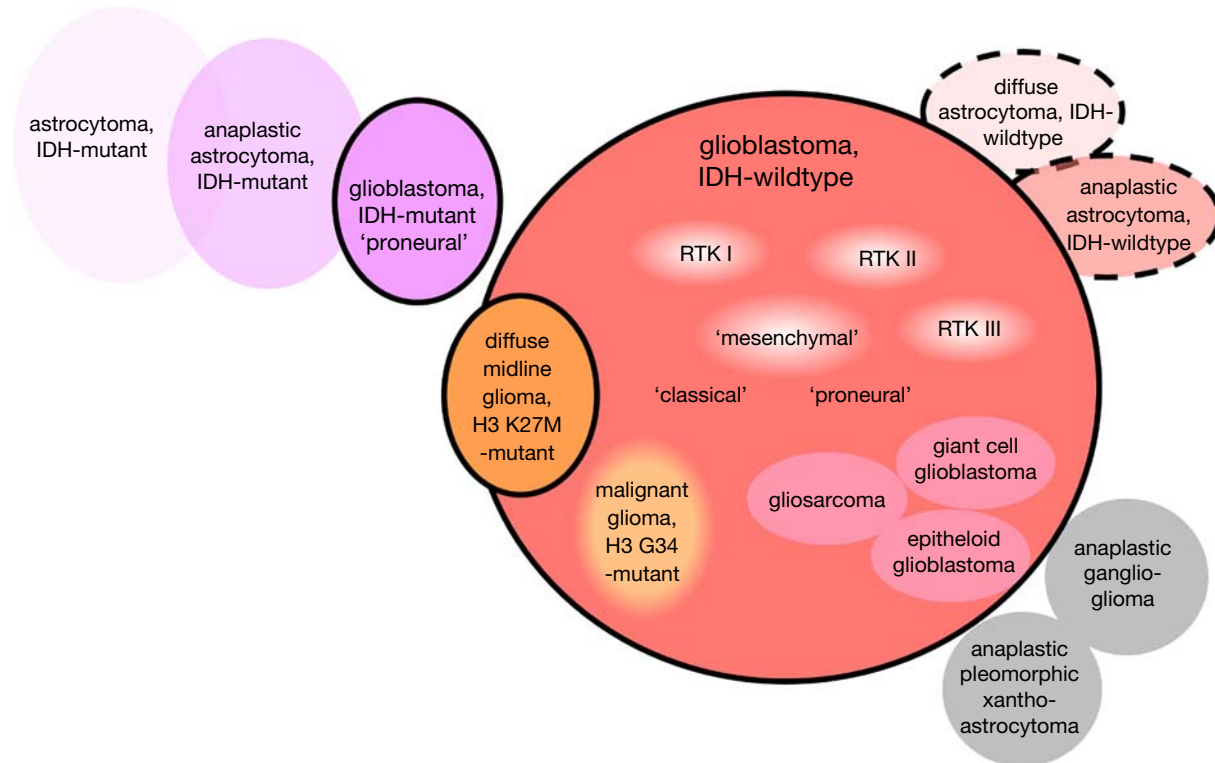 astrocytoma,
IDH-mutant
anaplastic
astrocytoma,
IDH-mutant
glioblastoma,
IDH-mutant
‘proneural’
glioblastoma,
IDH-wildtype
diffuse
astrocytoma, IDH-
wildtype
anaplastic
astrocytoma,
IDH-wildtype
RTK I
RTK II
‘mesenchymal’
RTK III
‘classical’
‘proneural’
diffuse
midline
glioma,
H3 K27M
-mutant
malignant
glioma,
H3 G34
-mutant
giant cell
glioblastoma
gliosarcoma
epitheloid
glioblastoma
anaplastic
ganglio-
glioma
anaplastic
pleomorphic
xantho-
astrocytoma